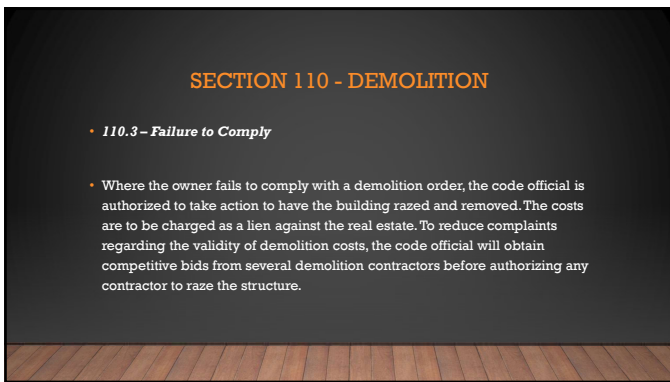 SECTION 110 - DEMOLITION
• 110.3 – Failure to Comply
• Where the owner fails to comply with a demolition order, the code official is
authorized to take action to have the building razed and removed. The costs
are to be charged as a lien against the real estate. To reduce complaints
regarding the validity of demolition costs, the code official will obtain
competitive bids from several demolition contractors before authorizing any
contractor to raze the structure.